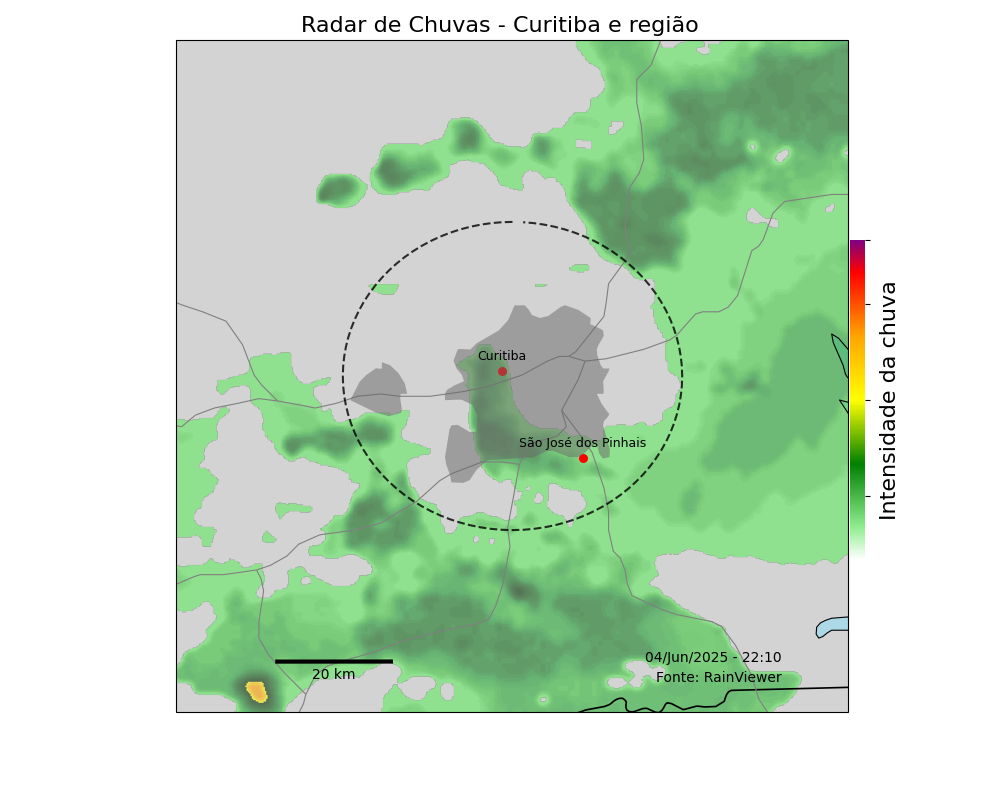 Radar de Chuvas - Curitiba e região
Curitiba
São José dos Pinhais
Intensidade da chuva
04/Jun/2025 - 22:10
20 km
Fonte: RainViewer